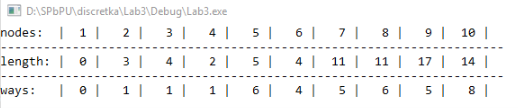 D:\SPbPU\discretka\Lab3\Debug\Lab3.exe
nodes: | 1 | 2 | 3 | 4 | 5 | 6 | 7 | 8 | 9 | 10 |
length: | 0 | 3 | 4 | 2 | 5 | 4 | 11 | 11 | 17 | 14 |
ways: | 0 | 1 | 1 | 1 | 6 | 4 | 5 | 6 | 5 | 8 |